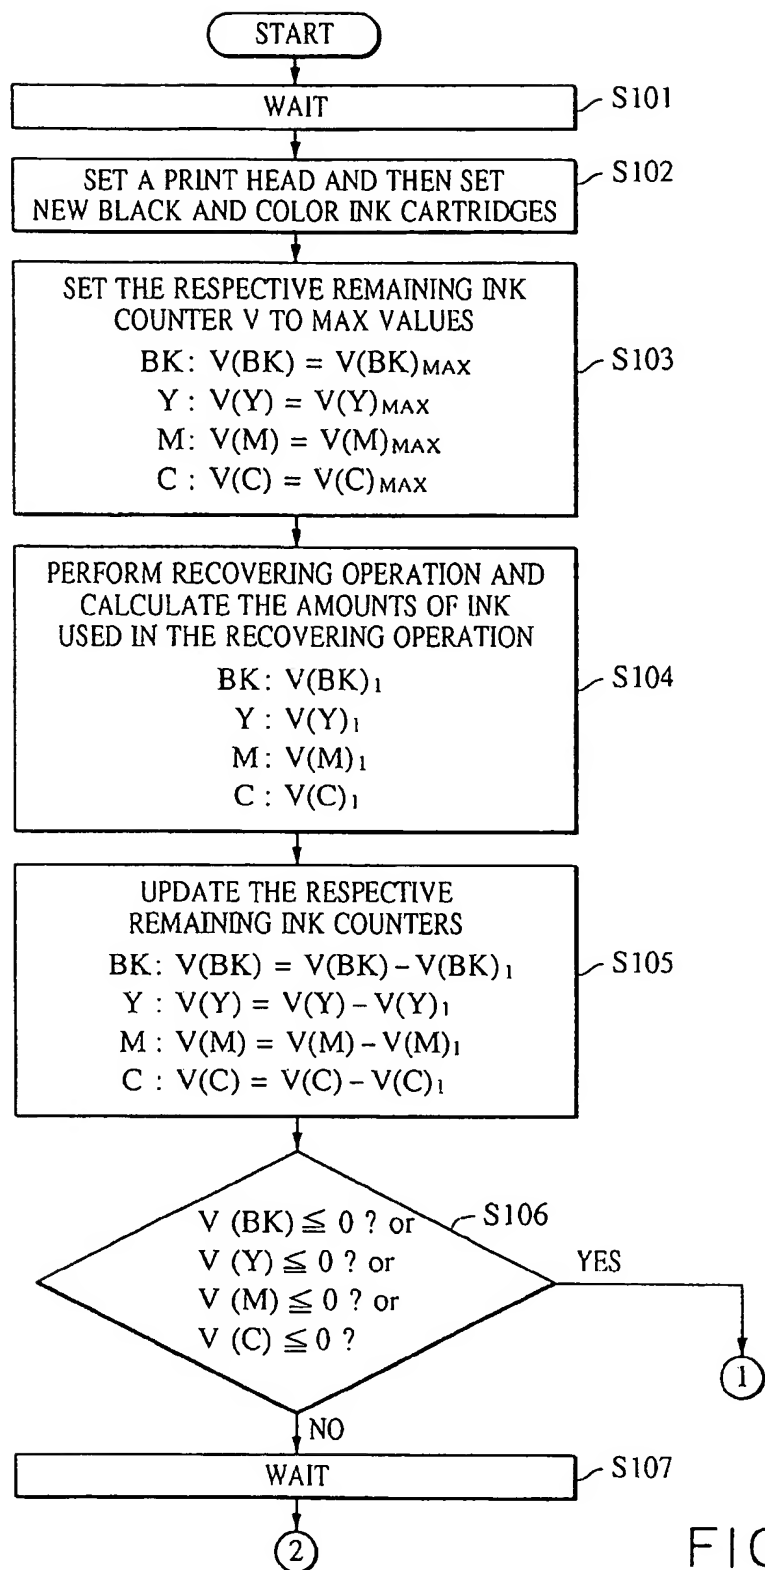 START
WAIT
S101
SET A PRINT HEAD AND THEN SET
NEW BLACK AND COLOR INK CARTRIDGES
S102
SET THE RESPECTIVE REMAINING INK
COUNTER V TO MAX VALUES
BK: V(BK) = V(BK)MAX
Y : V(Y) = V(Y)MAX
M: V(M) = V(M)MAX
C : V(C) = V(C)MAX
S103
PERFORM RECOVERING OPERATION AND
CALCULATE THE AMOUNTS OF INK
USED IN THE RECOVERING OPERATION
BK: V(BK)1
Y : V(Y)1
M: V(M)1
C : V(C)1
S104
UPDATE THE RESPECTIVE
REMAINING INK COUNTERS
BK: V(BK) = V(BK) – V(BK)1
Y : V(Y) = V(Y) – V(Y)1
M: V(M) = V(M) – V(M)1
C : V(C) = V(C) – V(C)1
S105
V (BK) ≦ 0 ? or
V (Y) ≦ 0 ? or
V (M) ≦ 0 ? or
V (C) ≦ 0 ?
S106
YES
1
NO
WAIT
S107
2